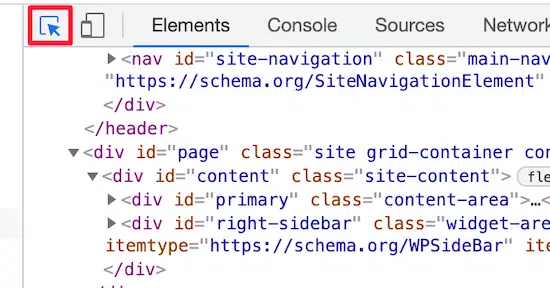 Elements Console Sources Network
▶<nav id="site-navigation" class="main-nav
"https://schema.org/SiteNavigationElement"
</div>
</header>
▼<div id="page" class="site grid-container con
▼<div id="content" class="site-content"> fle
▶<div id="primary" class="content-area">…<
▶<div id="right-sidebar" class="widget-are
itemtype="https://schema.org/WPSideBar" ite
</div>
</div>